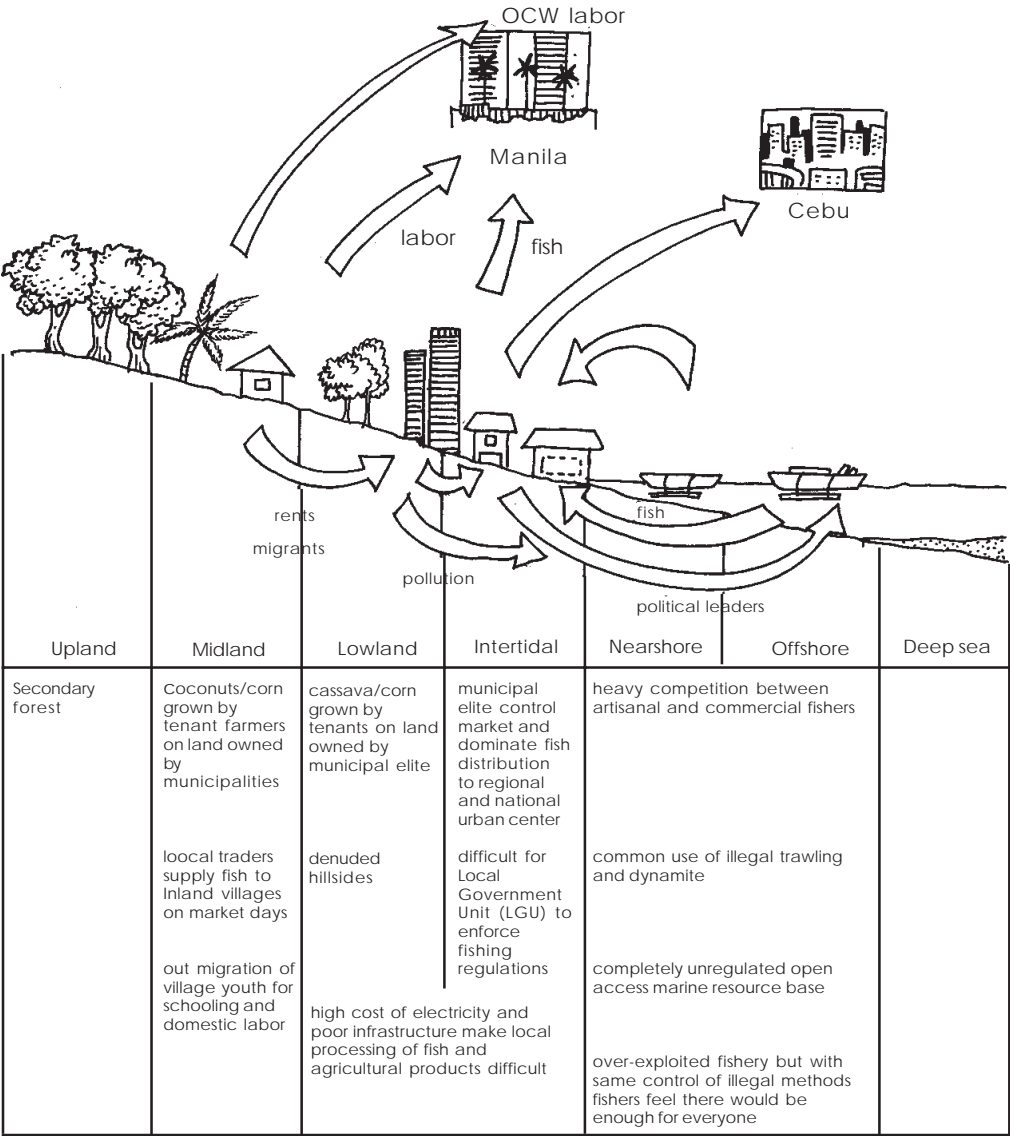 OCW labor
Manila
Cebu
labor
fish
rents
migrants
fish
pollution
political leaders
Upland
Midland
Lowland
Intertidal
Nearshore
Offshore
Deep sea
Secondary
forest
Coconuts/corn
grown by
tenant farmers
on land owned
by
municipalities
loocal traders
supply fish to
Inland villages
on market days
out migration of
village youth for
schooling and
domestic labor
cassava/corn
grown by
tenants on land
owned by
municipal elite
denuded
hillsides
high cost of electricity and
poor infrastructure make local
processing of fish and
agricultural products difficult
municipal
elite control
market and
dominate fish
distribution
to regional
and national
urban center
difficult for
Local
Government
Unit (LGU) to
enforce
fishing
regulations
heavy competition between
artisanal and commercial fishers
common use of illegal trawling
and dynamite
completely unregulated open
access marine resource base
over-exploited fishery but with
same control of illegal methods
fishers feel there would be
enough for everyone